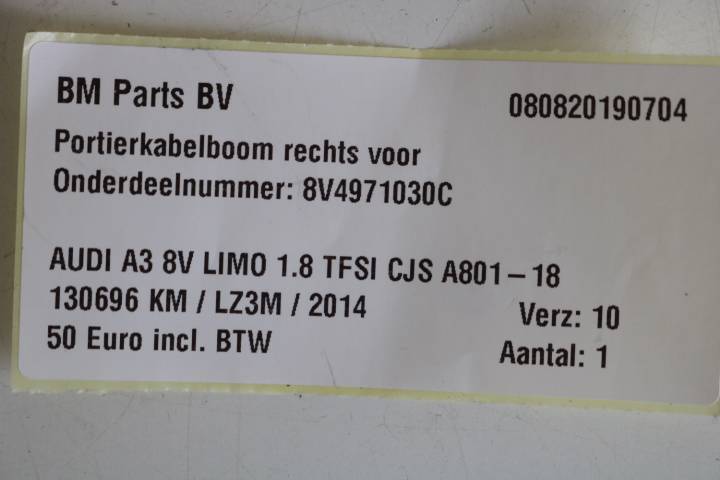 BM Parts BV 080820190704
Portierkabelboom rechts voor
Onderdeelnummer: 8V4971030C
AUDI A3 8V LIMO 1.8 TFSI CJS A801-18
130696 KM / LZ3M / 2014 Verz: 10
50 Euro incl. BTW Aantal: 1